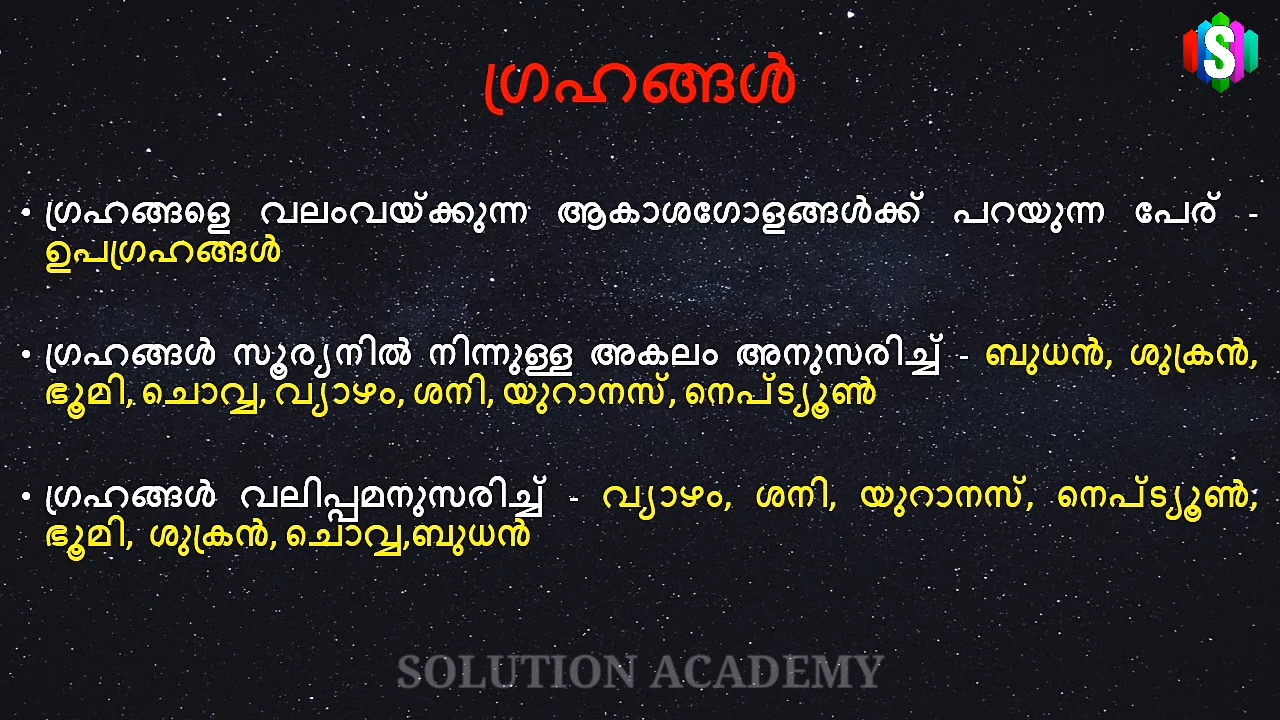 ഗ്രഹങ്ങൾ
S
• ഗ്രഹങ്ങളെ വലംവയ്ക്കുന്ന ആകാശഗോളങ്ങൾക്ക് പറയുന്ന പേര് -
ഉപഗ്രഹങ്ങൾ
• ഗ്രഹങ്ങൾ സൂര്യനിൽ നിന്നുള്ള അകലം അനുസരിച്ച് - ബുധൻ, ശുക്രൻ,
ഭൂമി, ചൊവ്വ, വ്യാഴം, ശനി, യുറാനസ്, നെപ്ട്യൂൺ
• ഗ്രഹങ്ങൾ വലിപ്പമനുസരിച്ച് - വ്യാഴം, ശനി, യുറാനസ്, നെപ്ട്യൂൺ,
ഭൂമി, ശുക്രൻ, ചൊവ്വ,ബുധൻ
SOLUTION ACADEMY